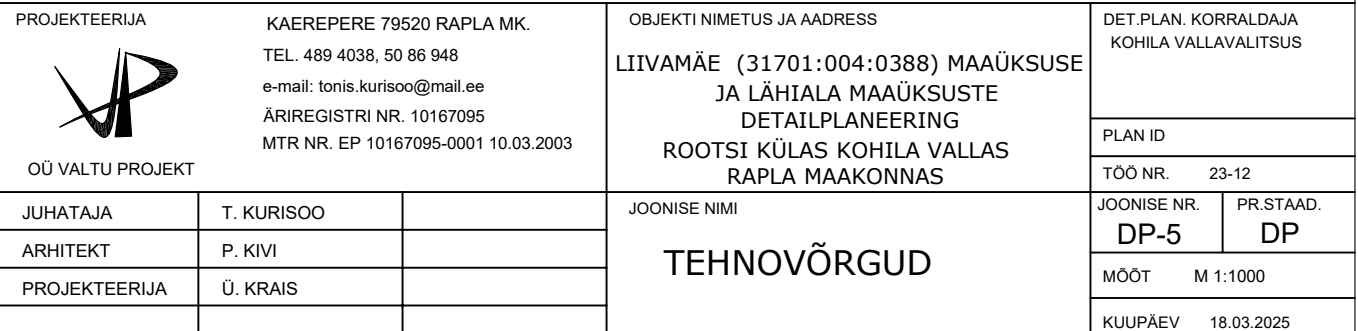 PROJEKTEERIJA
OÜ VALTU PROJEKT
KAEREPERE 79520 RAPLA MK.
TEL. 489 4038, 50 86 948
e-mail: tonis.kurisoo@mail.ee
ÄRIREGISTRI NR. 10167095
MTR NR. EP 10167095-0001 10.03.2003
OBJEKTI NIMETUS JA AADRESS
LIIVAMÄE (31701:004:0388) MAAÜKSUSE
JA LÄHIALA MAAÜKSUSTE
DETAILPLANEERING
ROOTSI KÜLAS KOHILA VALLAS
RAPLA MAAKONNAS
DET.PLAN. KORRALDAJA
KOHILA VALLAVALITSUS
PLAN ID
TÖÖ NR. 23-12
JUHATAJA T. KURISOO
ARHITEKT P. KIVI
PROJEKTEERIJA Ü. KRAIS
JOONISE NIMI
TEHNOVÕRGUD
JOONISE NR. PR.STAAD.
DP-5 DP
MÕÕT M 1:1000
KUUPÄEV 18.03.2025